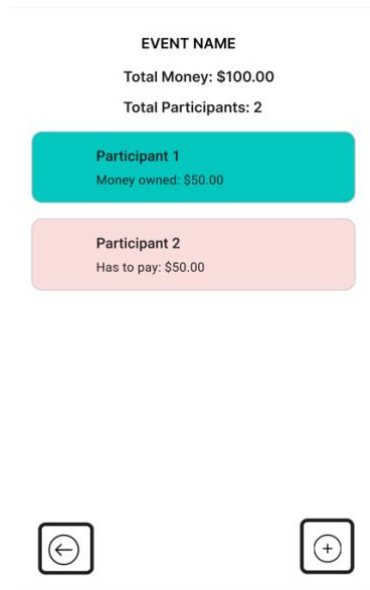 EVENT NAME
Total Money: $100.00
Total Participants: 2
Participant 1
Money owned: $50.00
Participant 2
Has to pay: $50.00